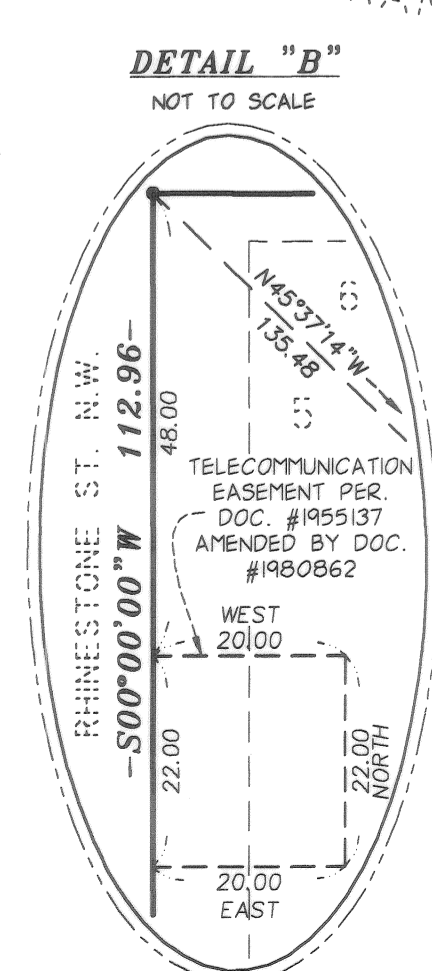 DETAIL "B"
NOT TO SCALE
N45°37'14"W
135.48
6
5
RHINESTONE ST. N.W.
-S00°00'00"W 112.96-
48.00
TELECOMMUNICATION
EASEMENT PER.
DOC. #1955137
AMENDED BY DOC.
#1980862
WEST
20.00
22.00
22.00
NORTH
20.00
EAST